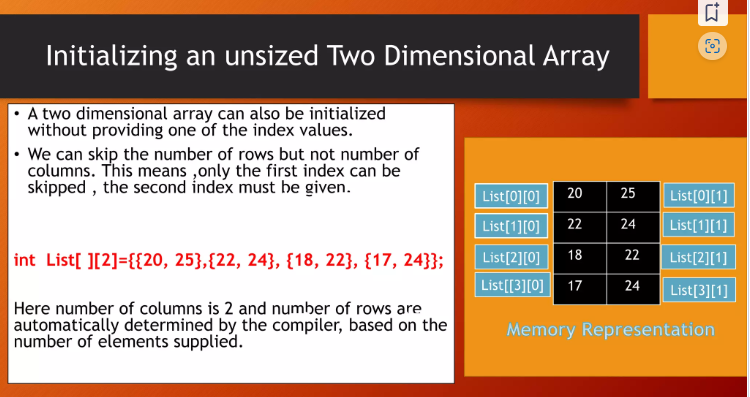 Initializing an unsized Two Dimensional Array
• A two dimensional array can also be initialized
without providing one of the index values.
• We can skip the number of rows but not number of
columns. This means ,only the first index can be
skipped , the second index must be given.
int List[ ][2]={{20, 25},{22, 24}, {18, 22}, {17, 24}};
Here number of columns is 2 and number of rows are
automatically determined by the compiler, based on the
number of elements supplied.
List[0][0] 20 25 List[0][1]
List[1][0] 22 24 List[1][1]
List[2][0] 18 22 List[2][1]
List[[3][0] 17 24 List[3][1]
Memory Representation